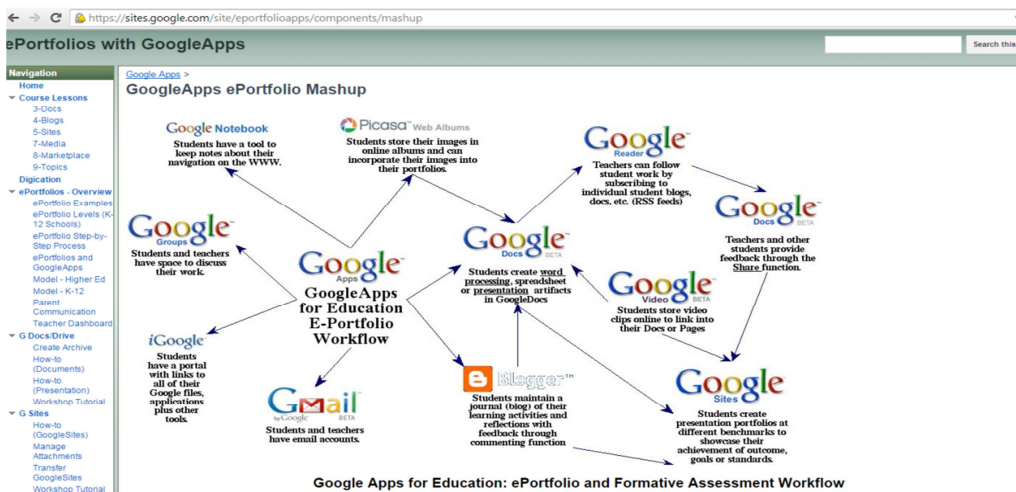 https://sites.google.com/site/eportfolioapps/components/mashup
ePortfolios with GoogleApps
Search this
Navigation
Home
Course Lessons
3-Docs
4-Blogs
5-Sites
7-Media
8-Marketplace
9-Topics
Digication
ePortfolios - Overview
ePortfolio Examples
ePortfolio Levels (K-
12 Schools)
ePortfolio Step-by-
Step Process
ePortfolios and
GoogleApps
Model - Higher Ed
Model - K-12
Parent
Communication
Teacher Dashboard
G Docs/Drive
Create Archive
How-to
(Documents)
How-to
(Presentation)
Workshop Tutorial
G Sites
How-to
(GoogleSites)
Manage
Attachments
Transfer
GoogleSites
Workshop Tutorial
Google Apps >
GoogleApps ePortfolio Mashup
Google Notebook
Students have a tool to
keep notes about their
navigation on the WWW.
Picasa™ Web Albums
Students store their images in
online albums and can
incorporate their images into
their portfolios.
Google™
Reader
Teachers can follow
student work by
subscribing to
individual student blogs,
docs, etc. (RSS feeds)
Google™
Groups
Students and teachers
have space to discuss
their work.
Google™
Apps
GoogleApps
for Education
E-Portfolio
Workflow
Google™
Docs BETA
Students create word
processing, spreadsheet
or presentation artifacts
in GoogleDocs
Google™
Docs BETA
Teachers and other
students provide
feedback through the
Share function.
Google™
Video BETA
Students store video
clips online to link into
their Docs or Pages
iGoogle™
Students
have a portal
with links to
all of their
Google files,
applications
plus other
tools.
Gmail™
by Google BETA
Students and teachers
have email accounts.
Blogger™
Students maintain a
journal (blog) of their
learning activities and
reflections with
feedback through
commenting function
Google™
Sites
Students create
presentation portfolios at
different benchmarks to
showcase their
achievement of outcome,
goals or standards.
Google Apps for Education: ePortfolio and Formative Assessment Workflow